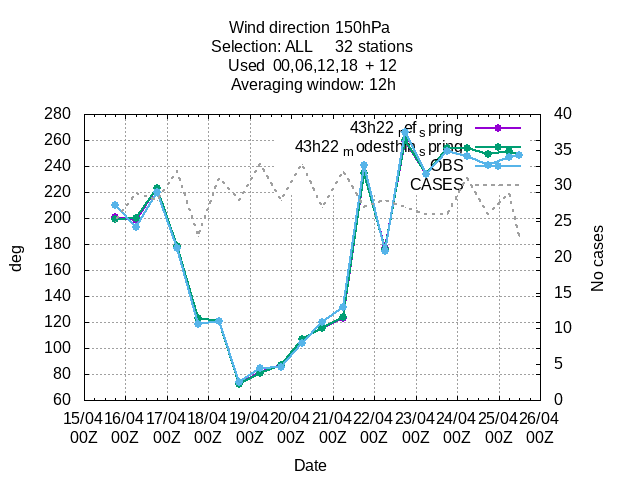 Wind direction 150hPa
Selection: ALL     32 stations
Used  00,06,12,18  + 12
Averaging window: 12h
43h22_ref_spring
43h22_modesthin_spring
OBS
CASES
deg
280
260
240
220
200
180
160
140
120
100
80
60
No cases
40
35
30
25
20
15
10
5
0
15/04 16/04 17/04 18/04 19/04 20/04 21/04 22/04 23/04 24/04 25/04 26/04
00Z 00Z 00Z 00Z 00Z 00Z 00Z 00Z 00Z 00Z 00Z 00Z
Date